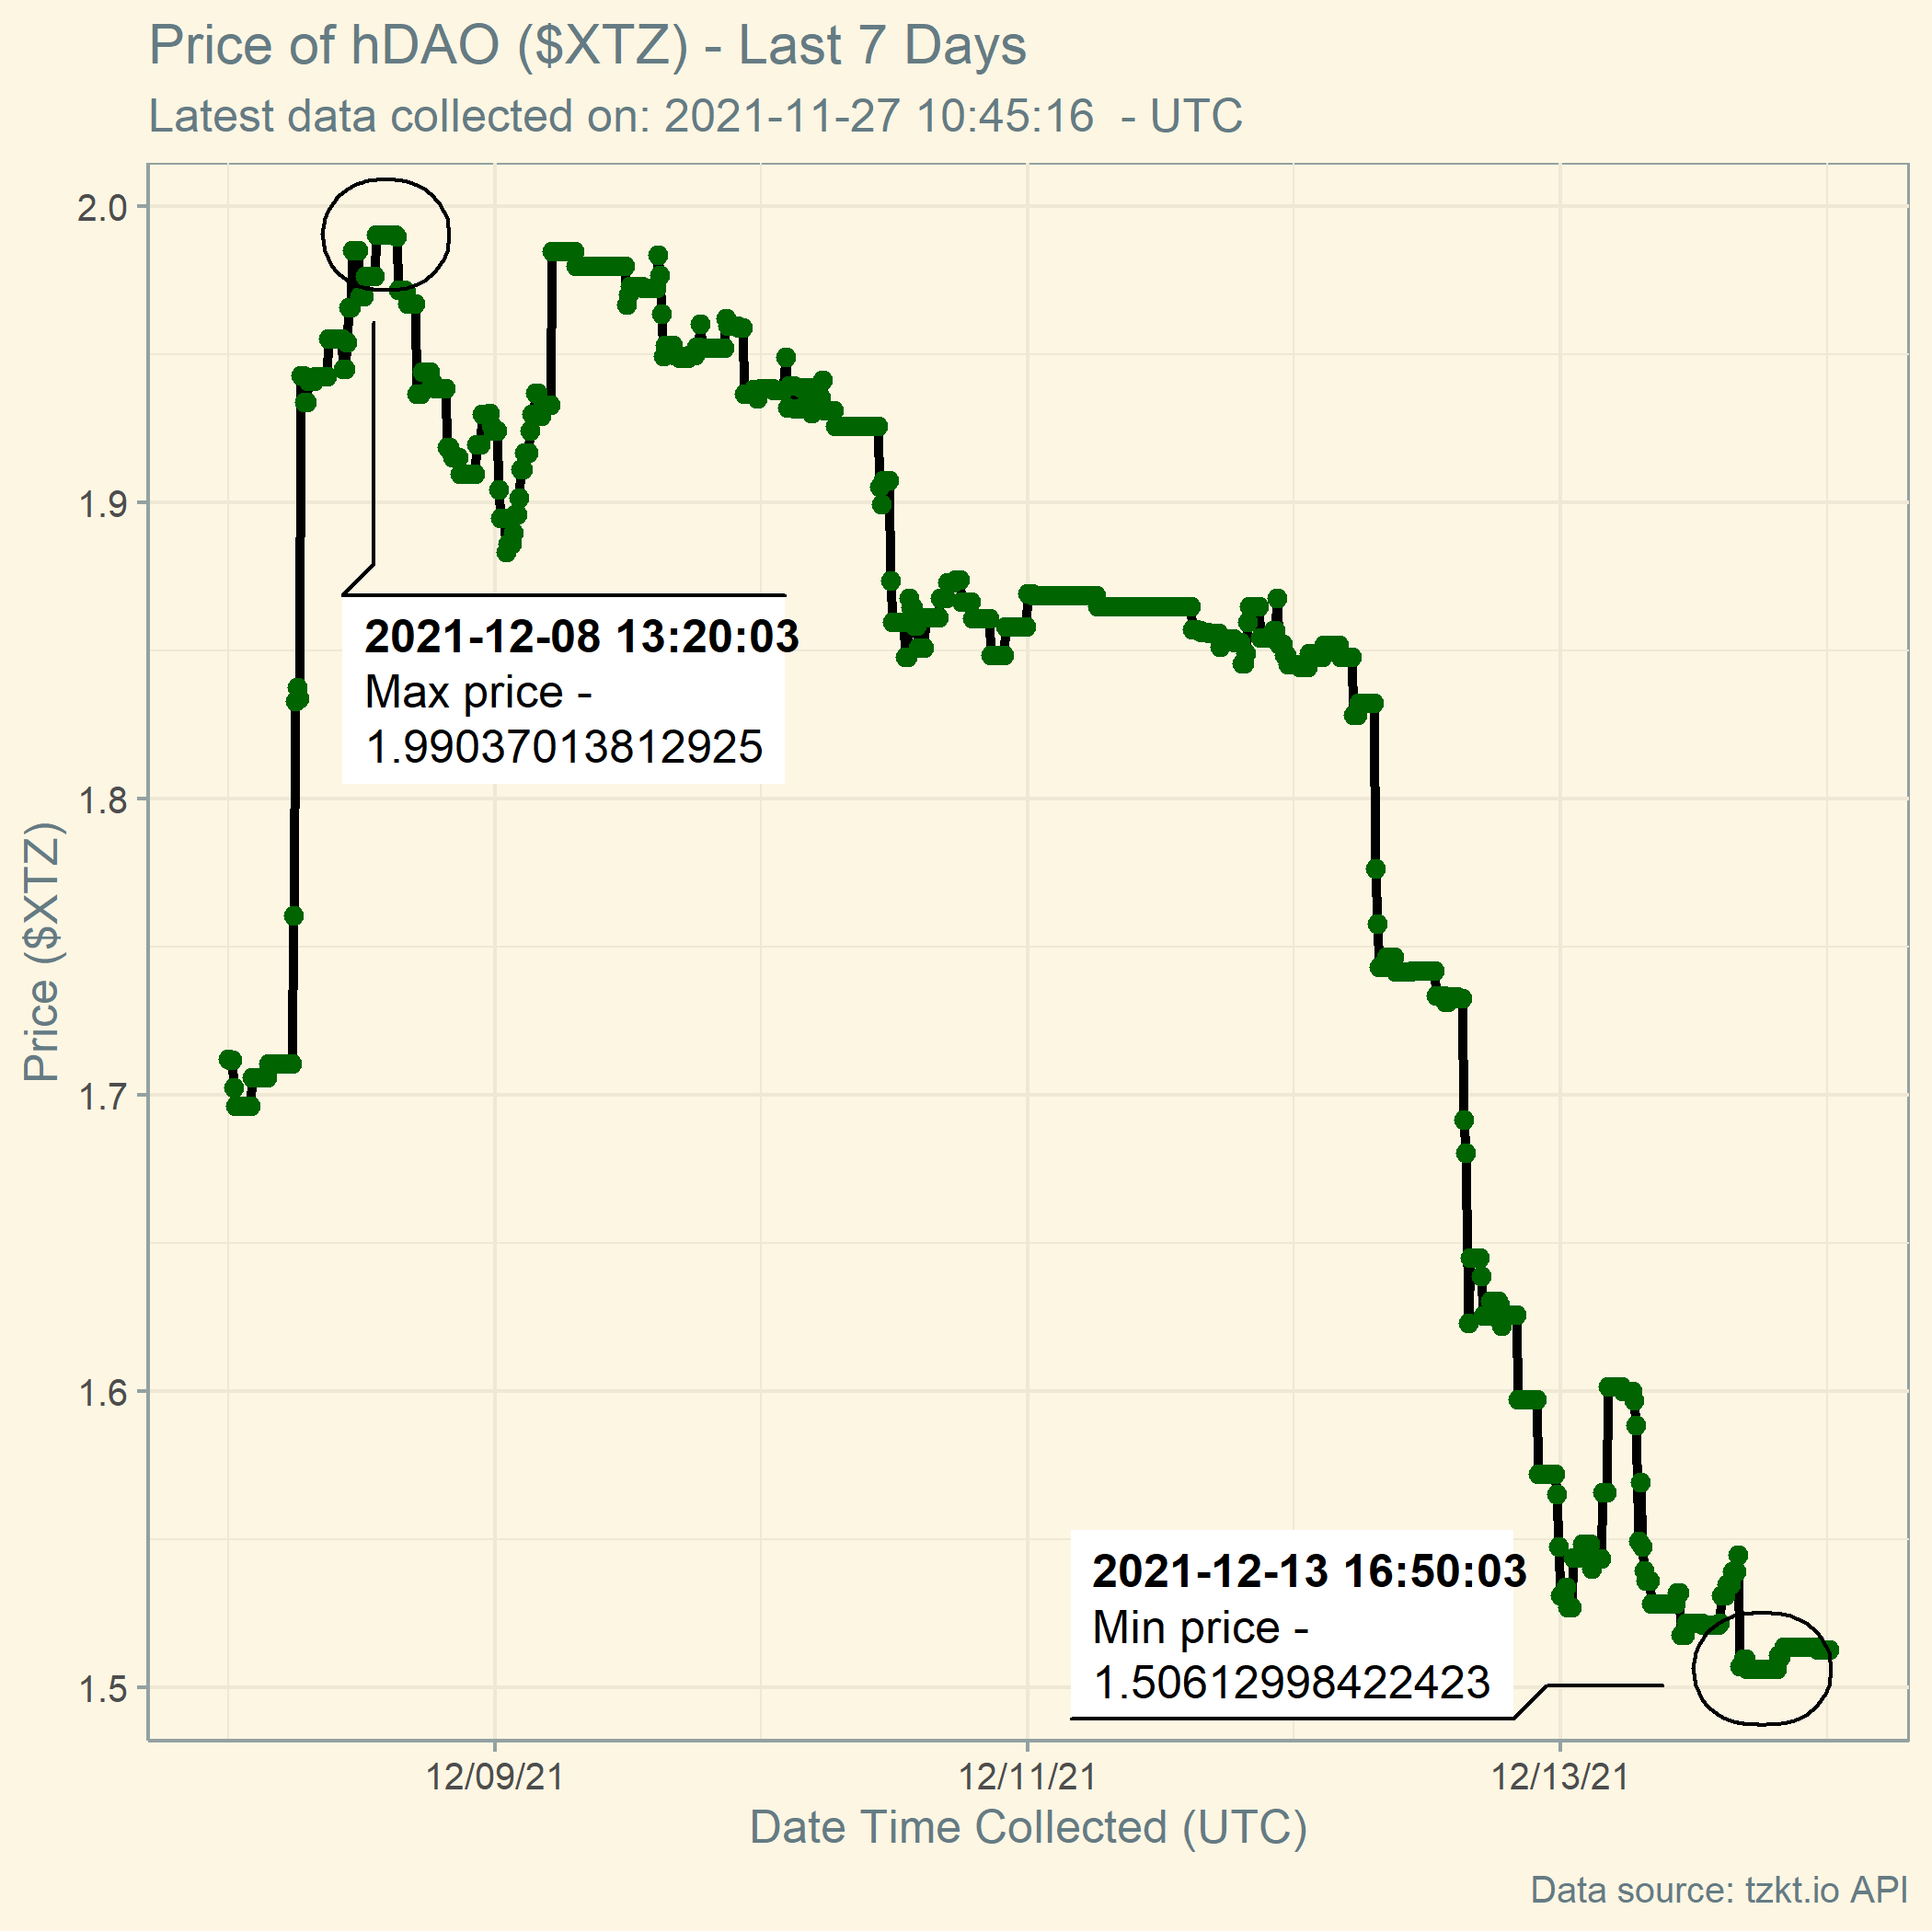 Price of hDAO ($XTZ) - Last 7 Days
Latest data collected on: 2021-11-27 10:45:16  - UTC
2.0
1.9
1.8
1.7
1.6
1.5
Price ($XTZ)
2021-12-08 13:20:03
Max price -
1.99037013812925
2021-12-13 16:50:03
Min price -
1.50612998422423
12/09/21
12/11/21
12/13/21
Date Time Collected (UTC)
Data source: tzkt.io API